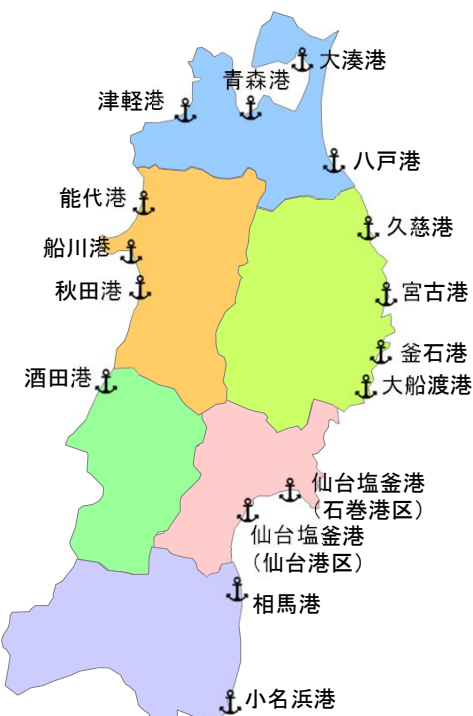 大湊港
青森港
津軽港
八戸港
能代港
久慈港
船川港
秋田港
宮古港
釜石港
酒田港
大船渡港
仙台塩釜港
（石巻港区）
仙台塩釜港
（仙台港区）
相馬港
小名浜港